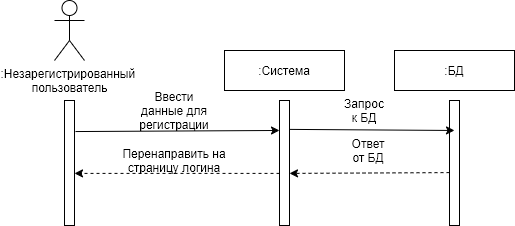 :Незарегистрированный
пользователь
:Система
:БД
Ввести
данные для
регистрации
Запрос
к БД
Перенаправить на
страницу логина
Ответ
от БД